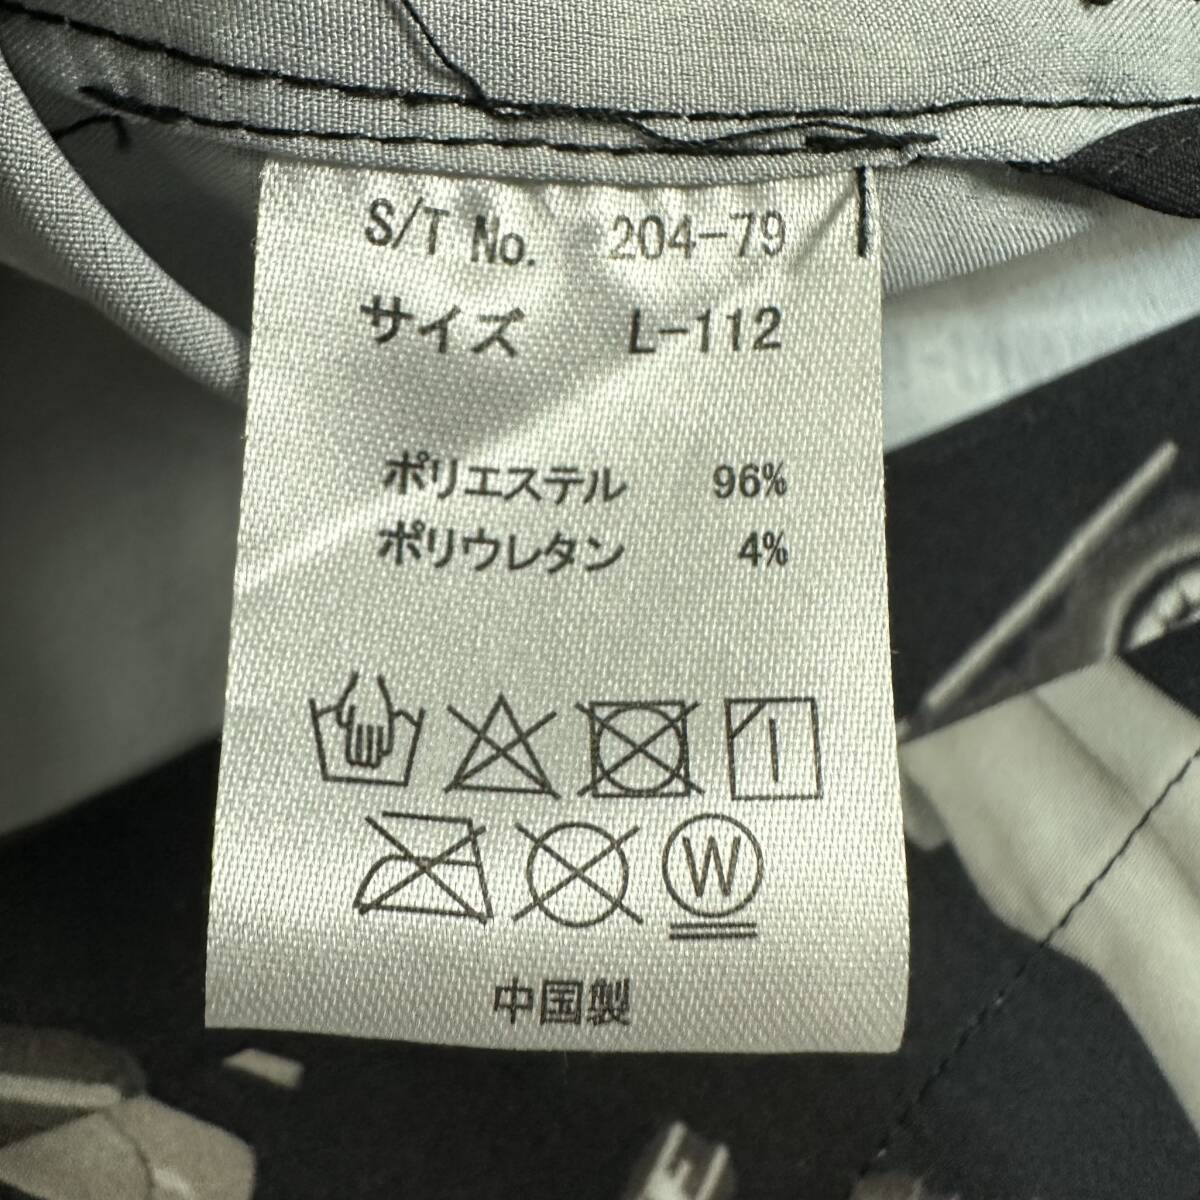 S/T No. 204-79
サイズ L-112
ポリエステル 96%
ポリウレタン 4%
W
中国製